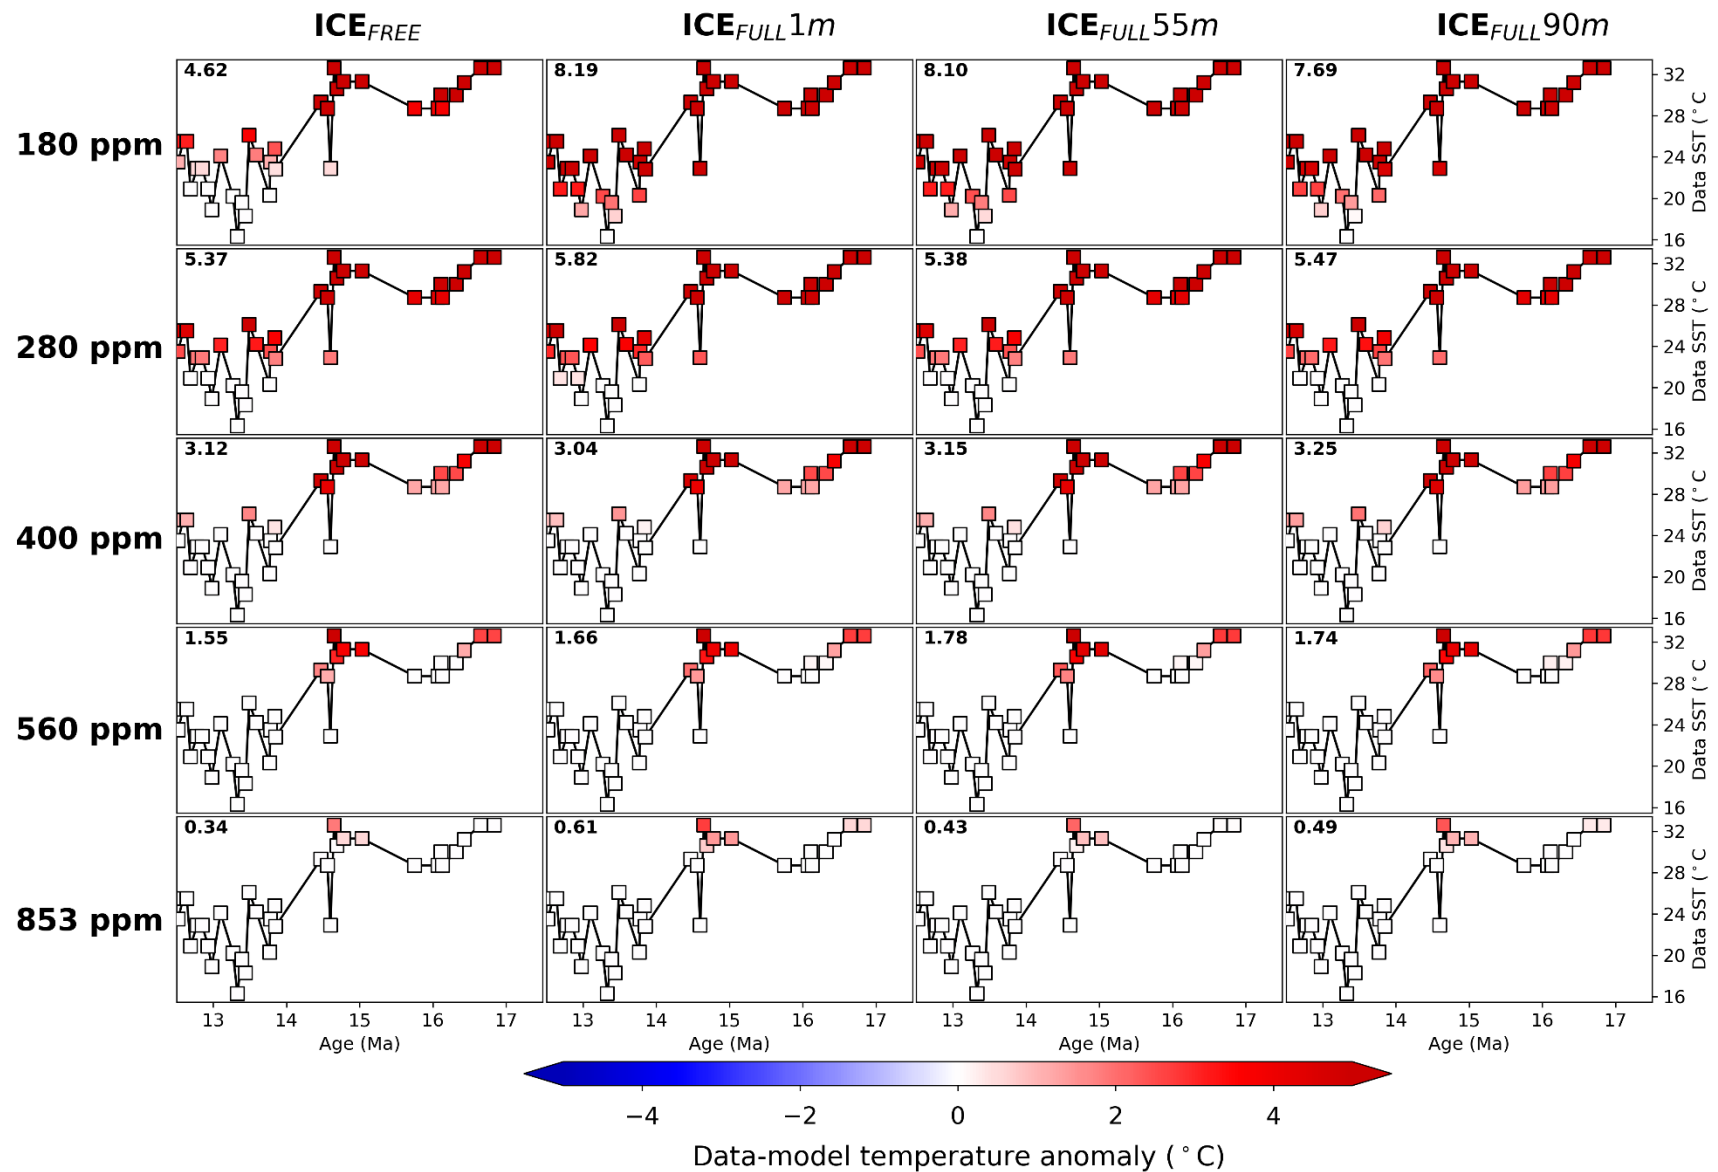 ICE_FREE ICE_FULL1m ICE_FULL55m ICE_FULL90m
180 ppm
4.62 8.19 8.10 7.69
32
28
24
20
16
Data SST (°C
280 ppm
5.37 5.82 5.38 5.47
32
28
24
20
16
Data SST (°C
400 ppm
3.12 3.04 3.15 3.25
32
28
24
20
16
Data SST (°C
560 ppm
1.55 1.66 1.78 1.74
32
28
24
20
16
Data SST (°C
853 ppm
0.34 0.61 0.43 0.49
32
28
24
20
16
Data SST (°C
13 14 15 16 17 13 14 15 16 17 13 14 15 16 17 13 14 15 16 17
Age (Ma) Age (Ma) Age (Ma) Age (Ma)
−4 −2 0 2 4
Data-model temperature anomaly (°C)